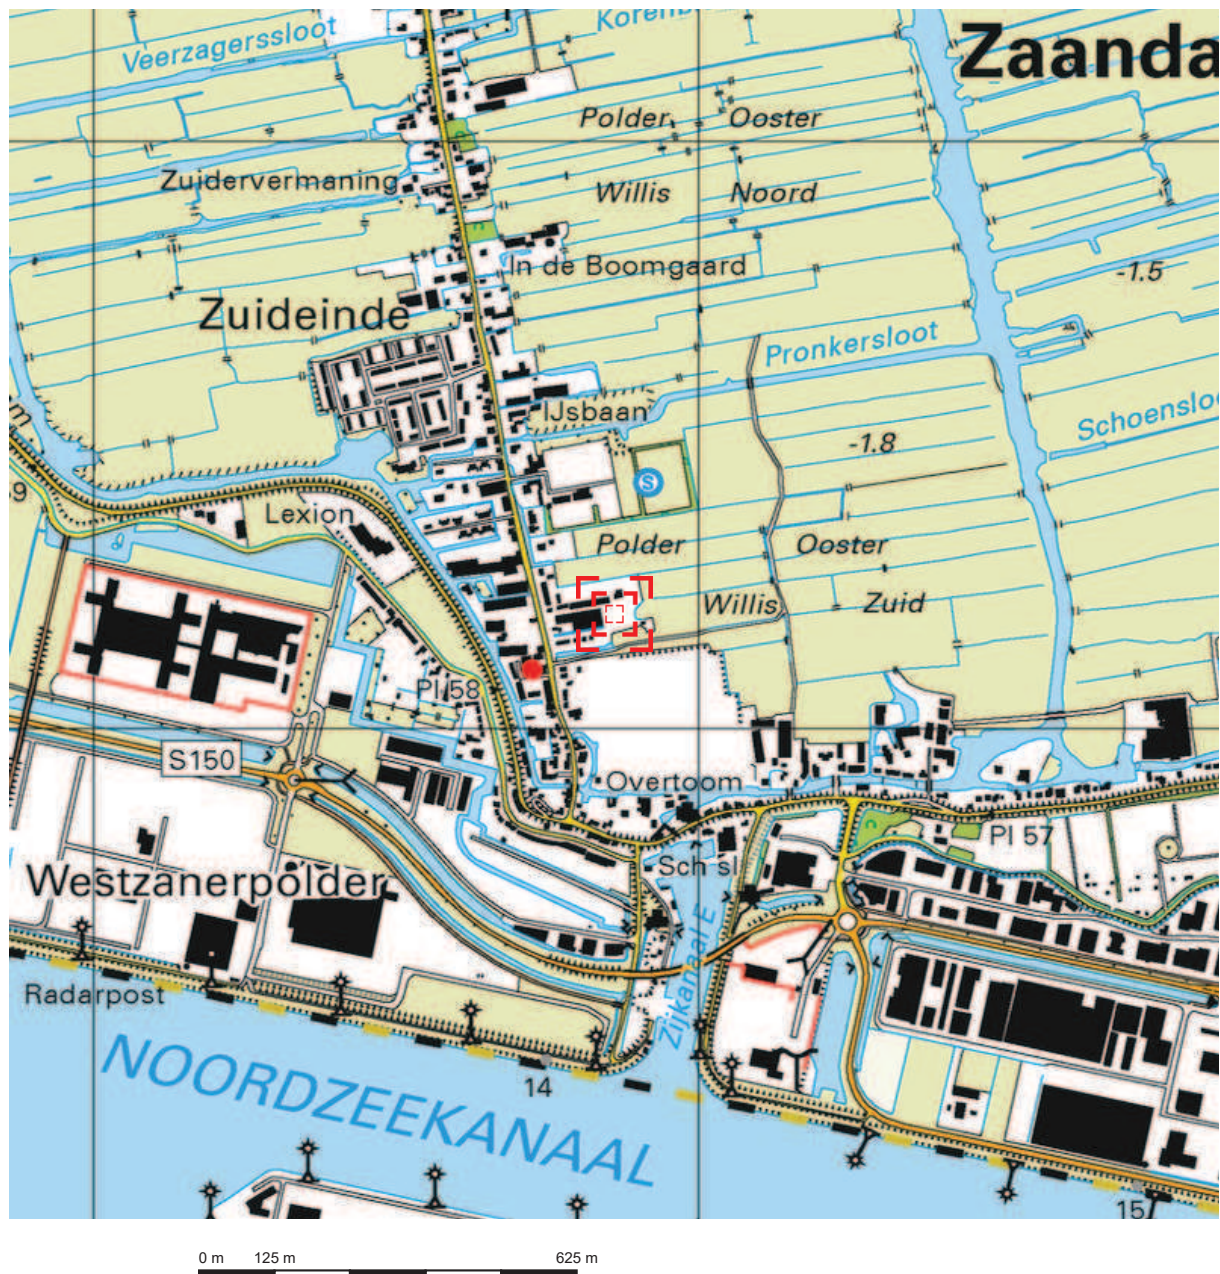 Veerzagerssloot
Zaanda
Polder Ooster
Zuidervermaning
Willis Noord
In de Boomgaard
-1.5
Zuideinde
Pronkersloot
IJsbaan
Schoenslo
-1.8
S
9
Lexion
Polder Ooster
Willis Zuid
Pl 58
S150
Overtoom
Pl 57
Sch sl
Westzanerpolder
Zijkanaal E
Radarpost
NOORDZEEKANAAL
14
15
0 m 125 m 625 m